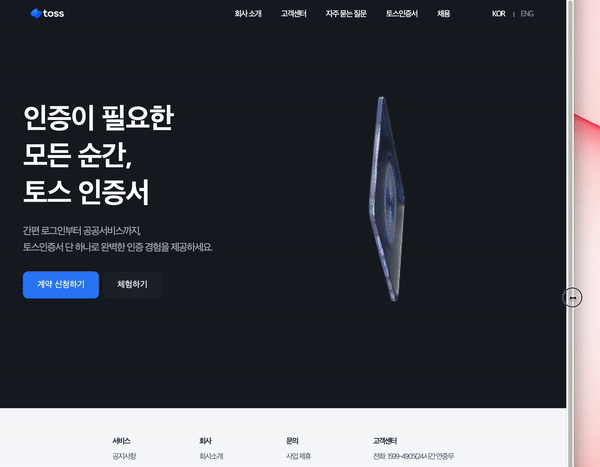 toss
회사 소개 고객센터 자주 묻는 질문 토스인증서 채용 KOR | ENG
인증이 필요한
모든 순간,
토스 인증서
간편 로그인부터 공공서비스까지,
토스인증서 단 하나로 완벽한 인증 경험을 제공하세요.
계약 신청하기 체험하기
서비스 회사 문의 고객센터
공지사항 회사소개 사업 제휴 전화: 1599-4905(24시간 연중무